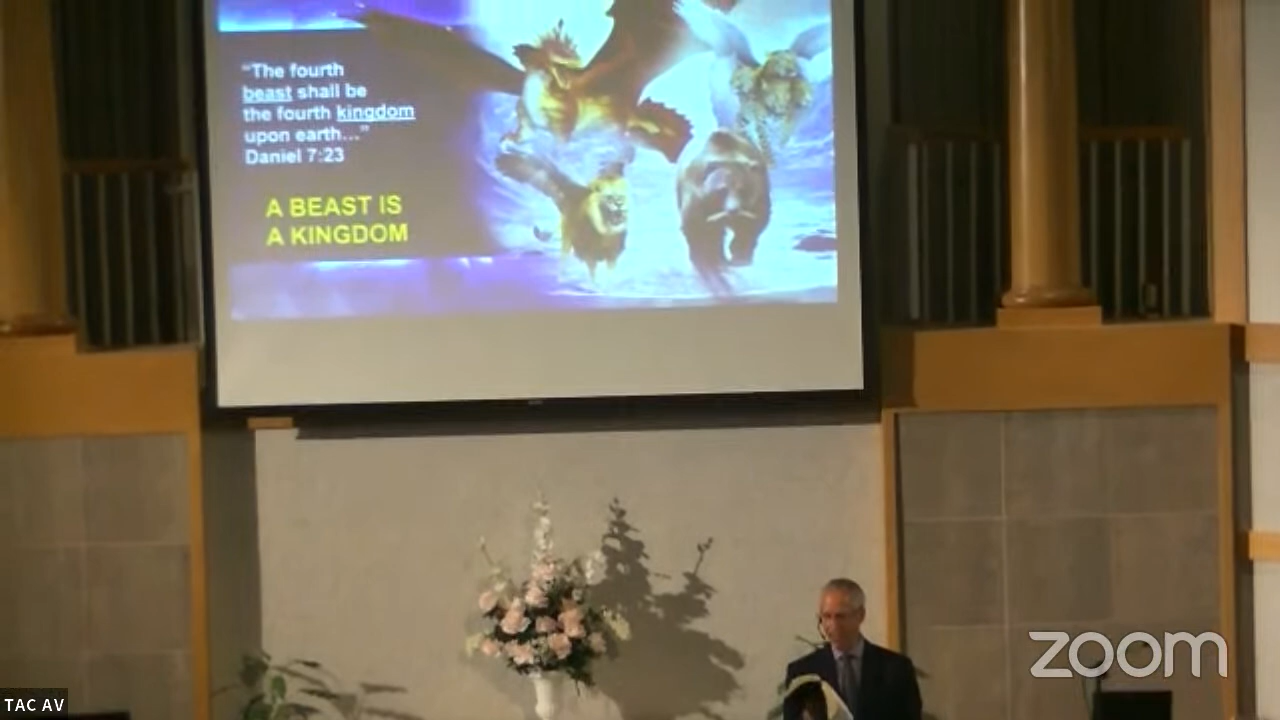 "The fourth
beast shall be
the fourth kingdom
upon earth..."
Daniel 7:23
A BEAST IS
A KINGDOM
zoom
TAC AV